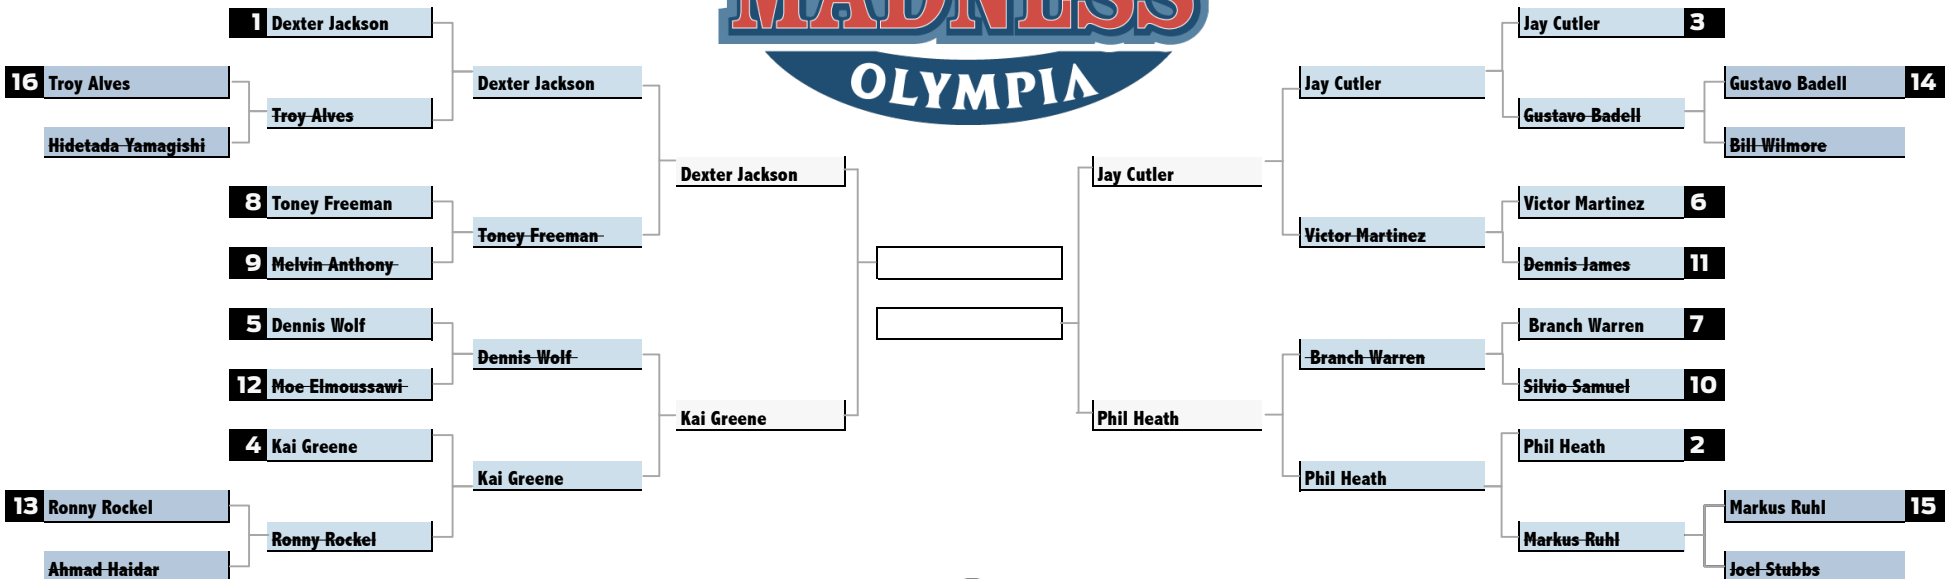 MADNESS
OLYMPIA
1 Dexter Jackson
16 Troy Alves
Hidetada Yamagishi
Troy Alves
8 Toney Freeman
9 Melvin Anthony
5 Dennis Wolf
12 Moe Elmoussawi
4 Kai Greene
13 Ronny Rockel
Ahmad Haidar
Ronny Rockel
Dexter Jackson
Toney Freeman
Dennis Wolf
Kai Greene
Dexter Jackson
Kai Greene
Jay Cutler
Phil Heath
Jay Cutler
Victor Martinez
Branch Warren
Phil Heath
Jay Cutler 3
Gustavo Badell
Gustavo Badell 14
Bill Wilmore
Victor Martinez 6
Dennis James 11
Branch Warren 7
Silvio Samuel 10
Phil Heath 2
Markus Ruhl
Markus Ruhl 15
Joel Stubbs